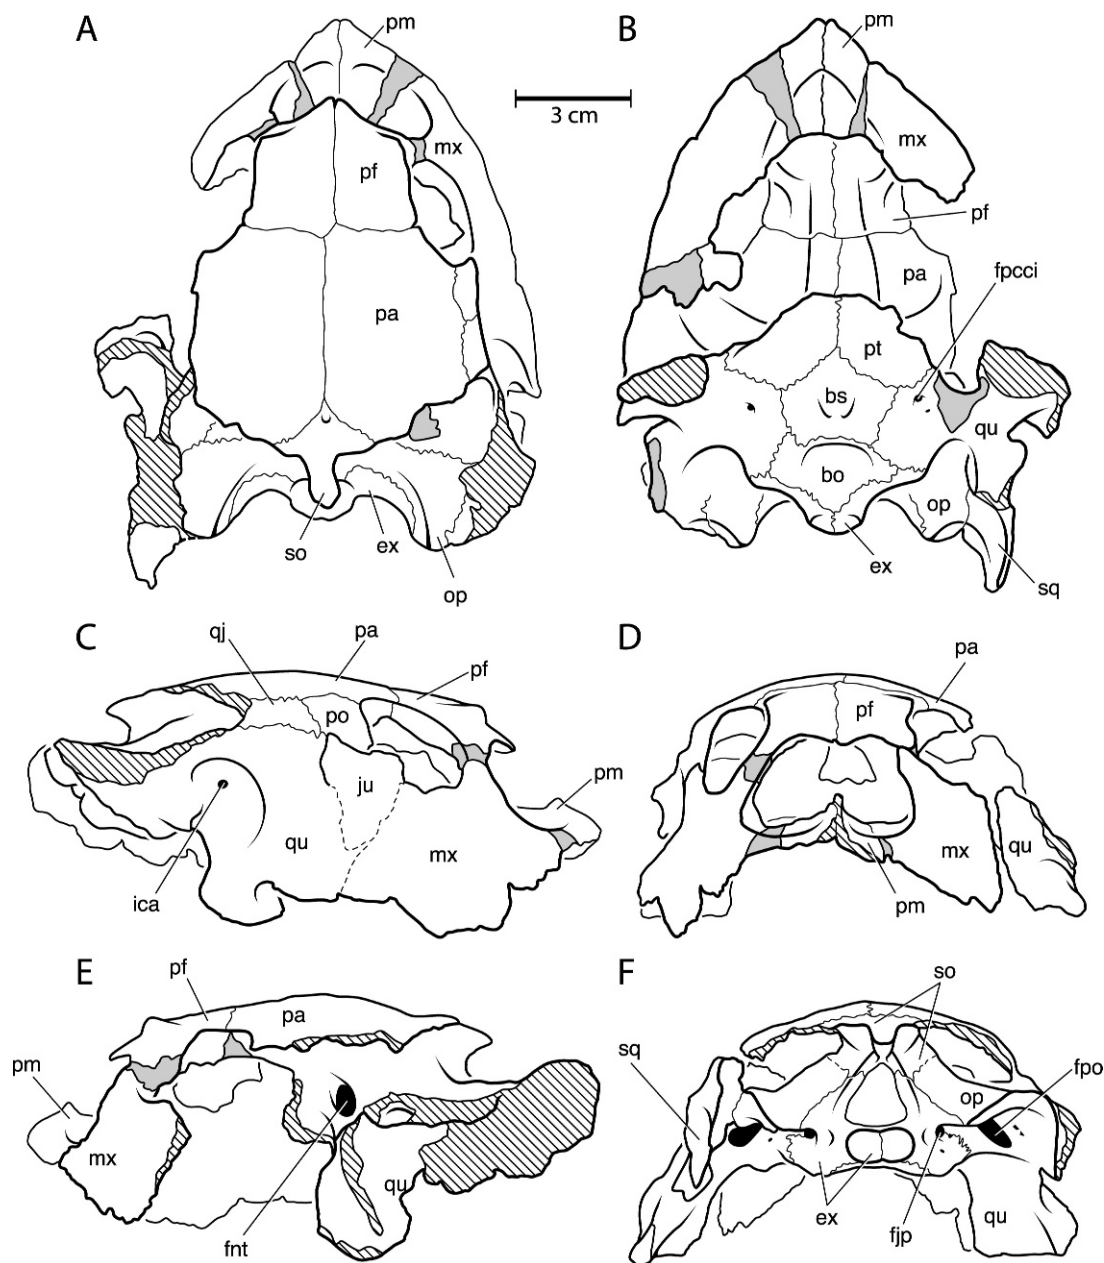 A
pm
B
pm
3 cm
mx
mx
pf
pf
pa
fpcci
pa
pt
bs
qu
bo
op
so
ex
ex
op
sq
C
qj
pa
pf
D
pa
po
pf
pm
ju
qu
mx
mx
qu
ica
pm
E
pf
F
so
pa
sq
fpo
pm
op
mx
qu
fnt
ex
fjp
qu